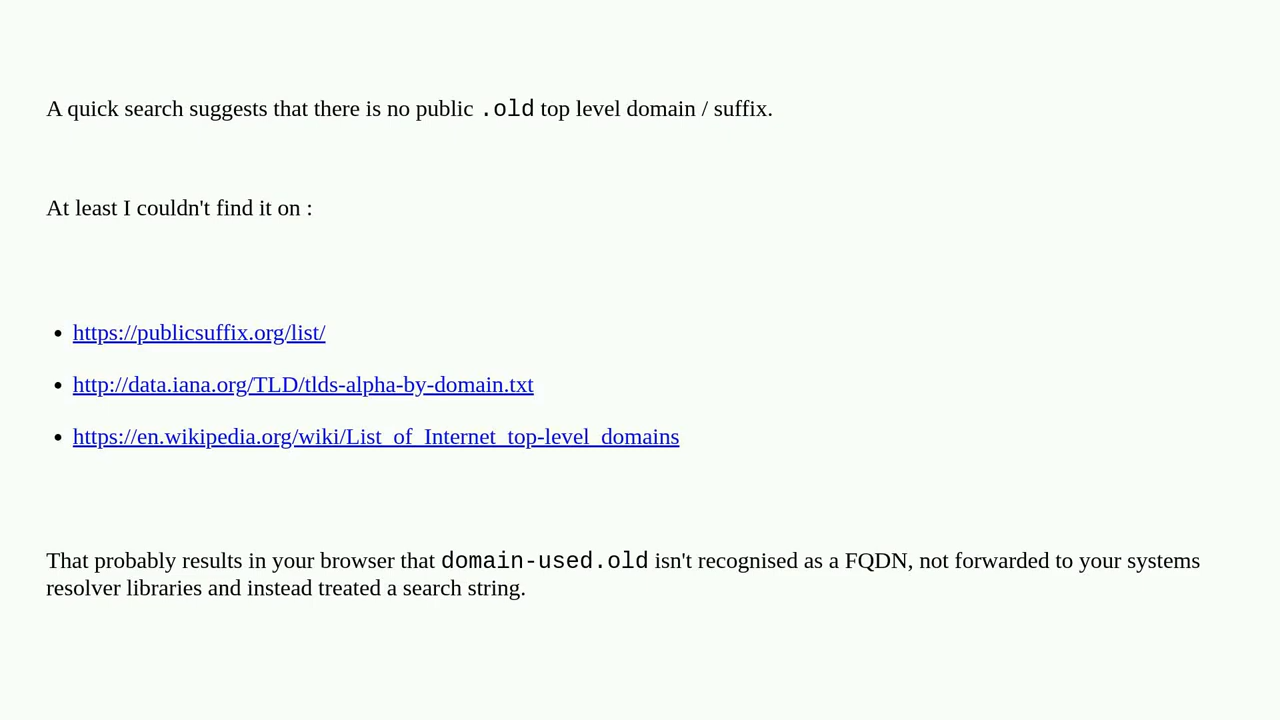 A quick search suggests that there is no public .old top level domain / suffix.
At least I couldn't find it on :
• https://publicsuffix.org/list/
• http://data.iana.org/TLD/tlds-alpha-by-domain.txt
• https://en.wikipedia.org/wiki/List_of_Internet_top-level_domains
That probably results in your browser that domain-used.old isn't recognised as a FQDN, not forwarded to your systems
resolver libraries and instead treated a search string.